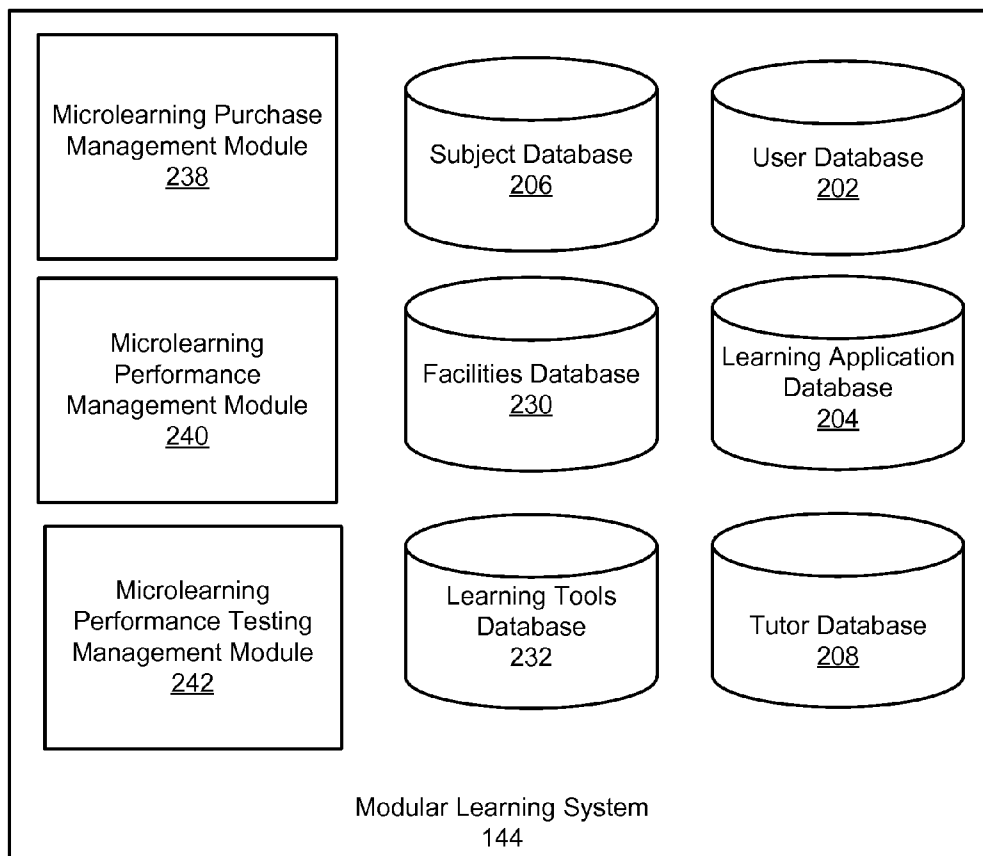 Microlearning Purchase
Management Module
238
Subject Database
206
User Database
202
Microlearning
Performance
Management Module
240
Facilities Database
230
Learning Application
Database
204
Microlearning
Performance Testing
Management Module
242
Learning Tools
Database
232
Tutor Database
208
Modular Learning System
144